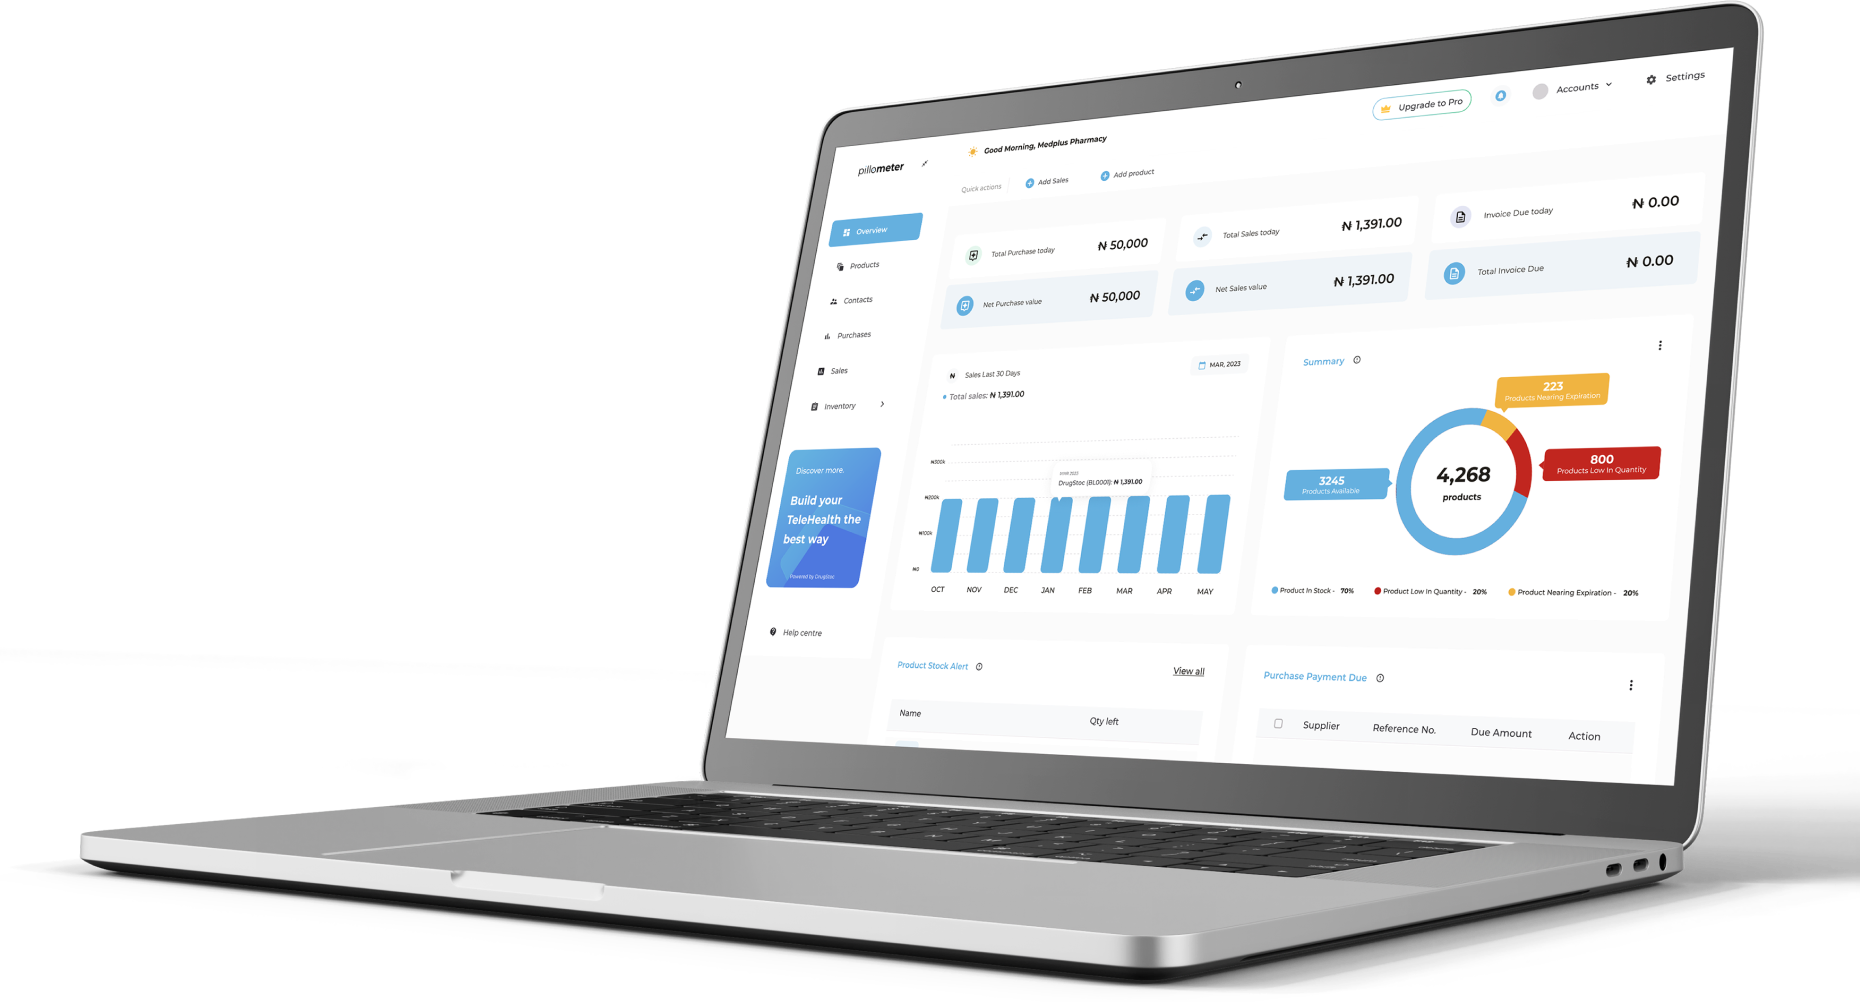 pillometer
Good Morning, Medplus Pharmacy
Upgrade to Pro
Accounts
Settings
Quick actions
Add Sales
Add product
Overview
Products
Contacts
Purchases
Sales
Inventory
Discover more.
Build your
TeleHealth the
best way
Powered by DrugStoc
Help centre
Total Purchase today
₦ 50,000
Total Sales today
₦ 1,391.00
Invoice Due today
₦ 0.00
Net Purchase value
₦ 50,000
Net Sales value
₦ 1,391.00
Total Invoice Due
₦ 0.00
₦ Sales Last 30 Days
MAR, 2023
Total sales: ₦ 1,391.00
₦300k
₦200k
₦100k
₦0
DrugStoc (BL0001): ₦ 1,391.00
OCT NOV DEC JAN FEB MAR APR MAY
Summary
223
Products Nearing Expiration
800
Products Low In Quantity
3245
Products Available
4,268
products
Product In Stock - 70%
Product Low In Quantity - 20%
Product Nearing Expiration - 20%
Product Stock Alert
View all
Name
Qty left
Purchase Payment Due
Supplier
Reference No.
Due Amount
Action